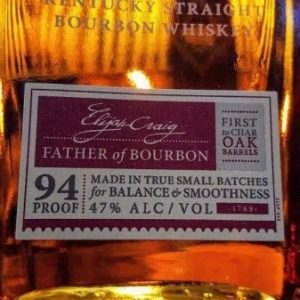 KENTUCKY STRAIGHT
BOURBON WHISKEY
Elijah Craig
FATHER of BOURBON
FIRST
to CHAR
OAK
BARRELS
94
PROOF
MADE IN TRUE SMALL BATCHES
for BALANCE & SMOOTHNESS
47% ALC/VOL
-1789-